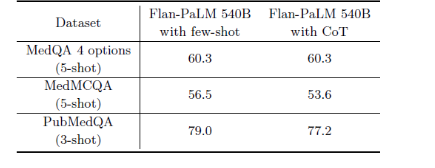 Dataset
Flan-PaLM 540B
with few-shot
Flan-PaLM 540B
with CoT
MedQA 4 options
(5-shot)
60.3
60.3
MedMCQA
(5-shot)
56.5
53.6
PubMedQA
(3-shot)
79.0
77.2